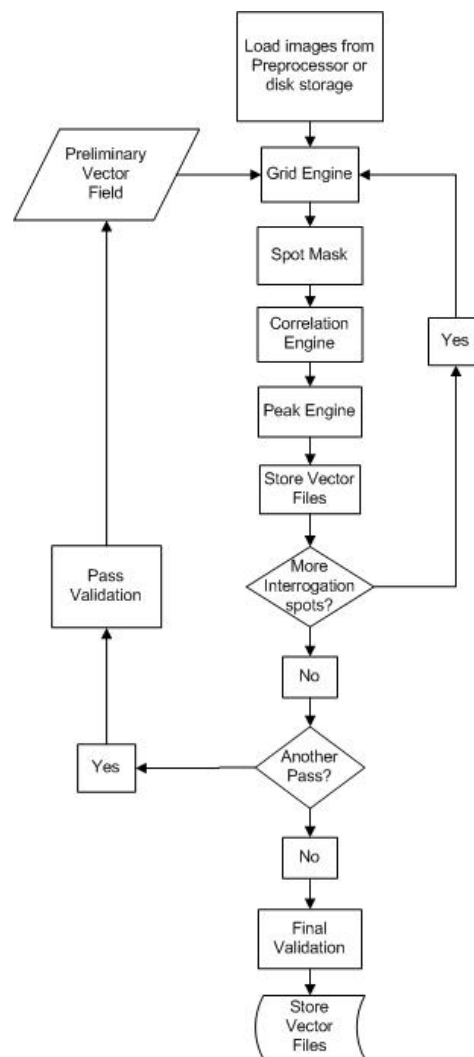 Load images from
Preprocessor or
disk storage
Preliminary
Vector
Field
Grid Engine
Spot Mask
Correlation
Engine
Yes
Peak Engine
Store Vector
Files
More
Interrogation
spots?
Pass
Validation
No
Another
Pass?
Yes
No
Final
Validation
Store
Vector
Files